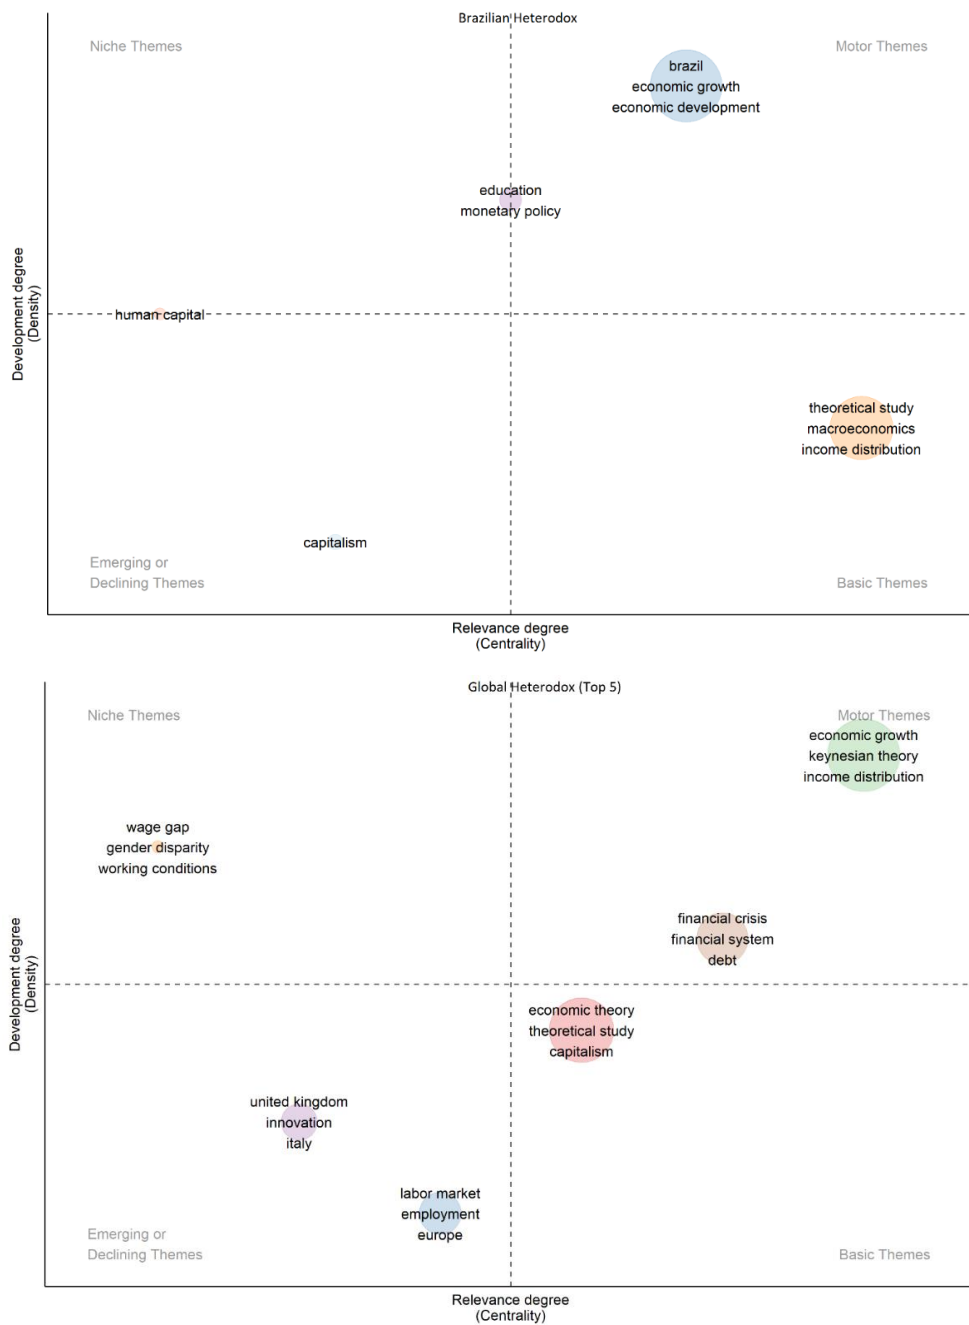 Brazilian Heterodox
Niche Themes
Motor Themes
brazil
economic growth
economic development
education
monetary policy
human capital
Development degree
(Density)
theoretical study
macroeconomics
income distribution
capitalism
Emerging or
Declining Themes
Basic Themes
Relevance degree
(Centrality)
Global Heterodox (Top 5)
Niche Themes
Motor Themes
economic growth
keynesian theory
income distribution
wage gap
gender disparity
working conditions
financial crisis
financial system
debt
Development degree
(Density)
economic theory
theoretical study
capitalism
united kingdom
innovation
italy
labor market
employment
europe
Emerging or
Declining Themes
Basic Themes
Relevance degree
(Centrality)